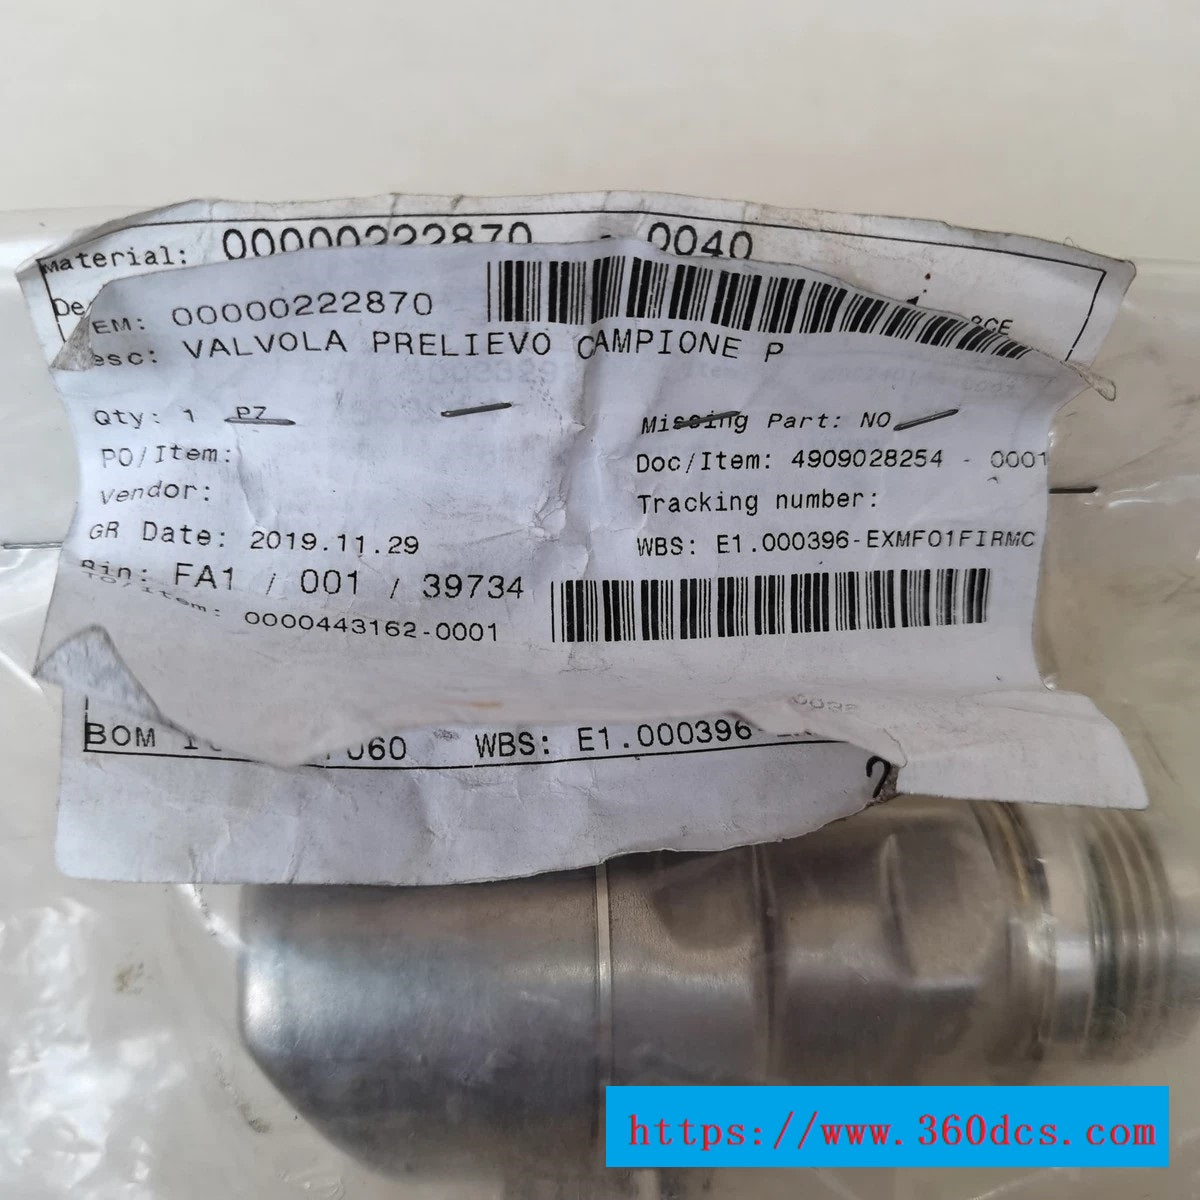 Material: 00000222870 - 0040
EM: 00000222870
esc: VALVOLA PRELIEVO CAMPIONE P
Qty: 1 PZ
Missing Part: NO
PO/Item:
Doc/Item: 4909028254 - 0001
Vendor:
Tracking number:
GR Date: 2019.11.29
WBS: E1.000396-EXMF01FIRMC
Bin: FA1 / 001 / 39734
TO/Item: 0000443162-0001
BOM
060 WBS: E1.000396
https://www.360dcs.com